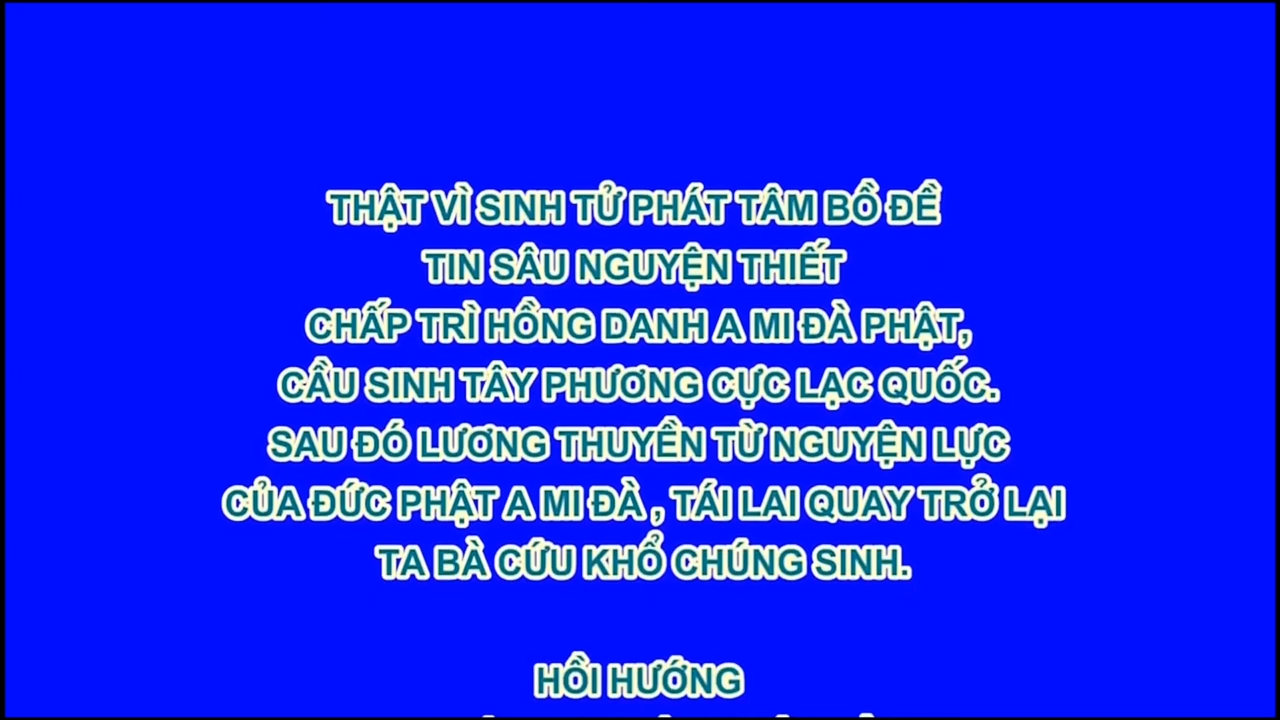 THẬT VÌ SINH TỬ PHÁT TÂM BỒ ĐỀ
TIN SÂU NGUYỆN THIẾT
CHẤP TRÌ HỒNG DANH A MI ĐÀ PHẬT,
CẦU SINH TÂY PHƯƠNG CỰC LẠC QUỐC.
SAU ĐÓ LƯƠNG THUYỀN TỪ NGUYỆN LỰC
CỦA ĐỨC PHẬT A MI ĐÀ , TÁI LAI QUAY TRỞ LẠI
TA BÀ CỨU KHỔ CHÚNG SINH.
HỒI HƯỚNG